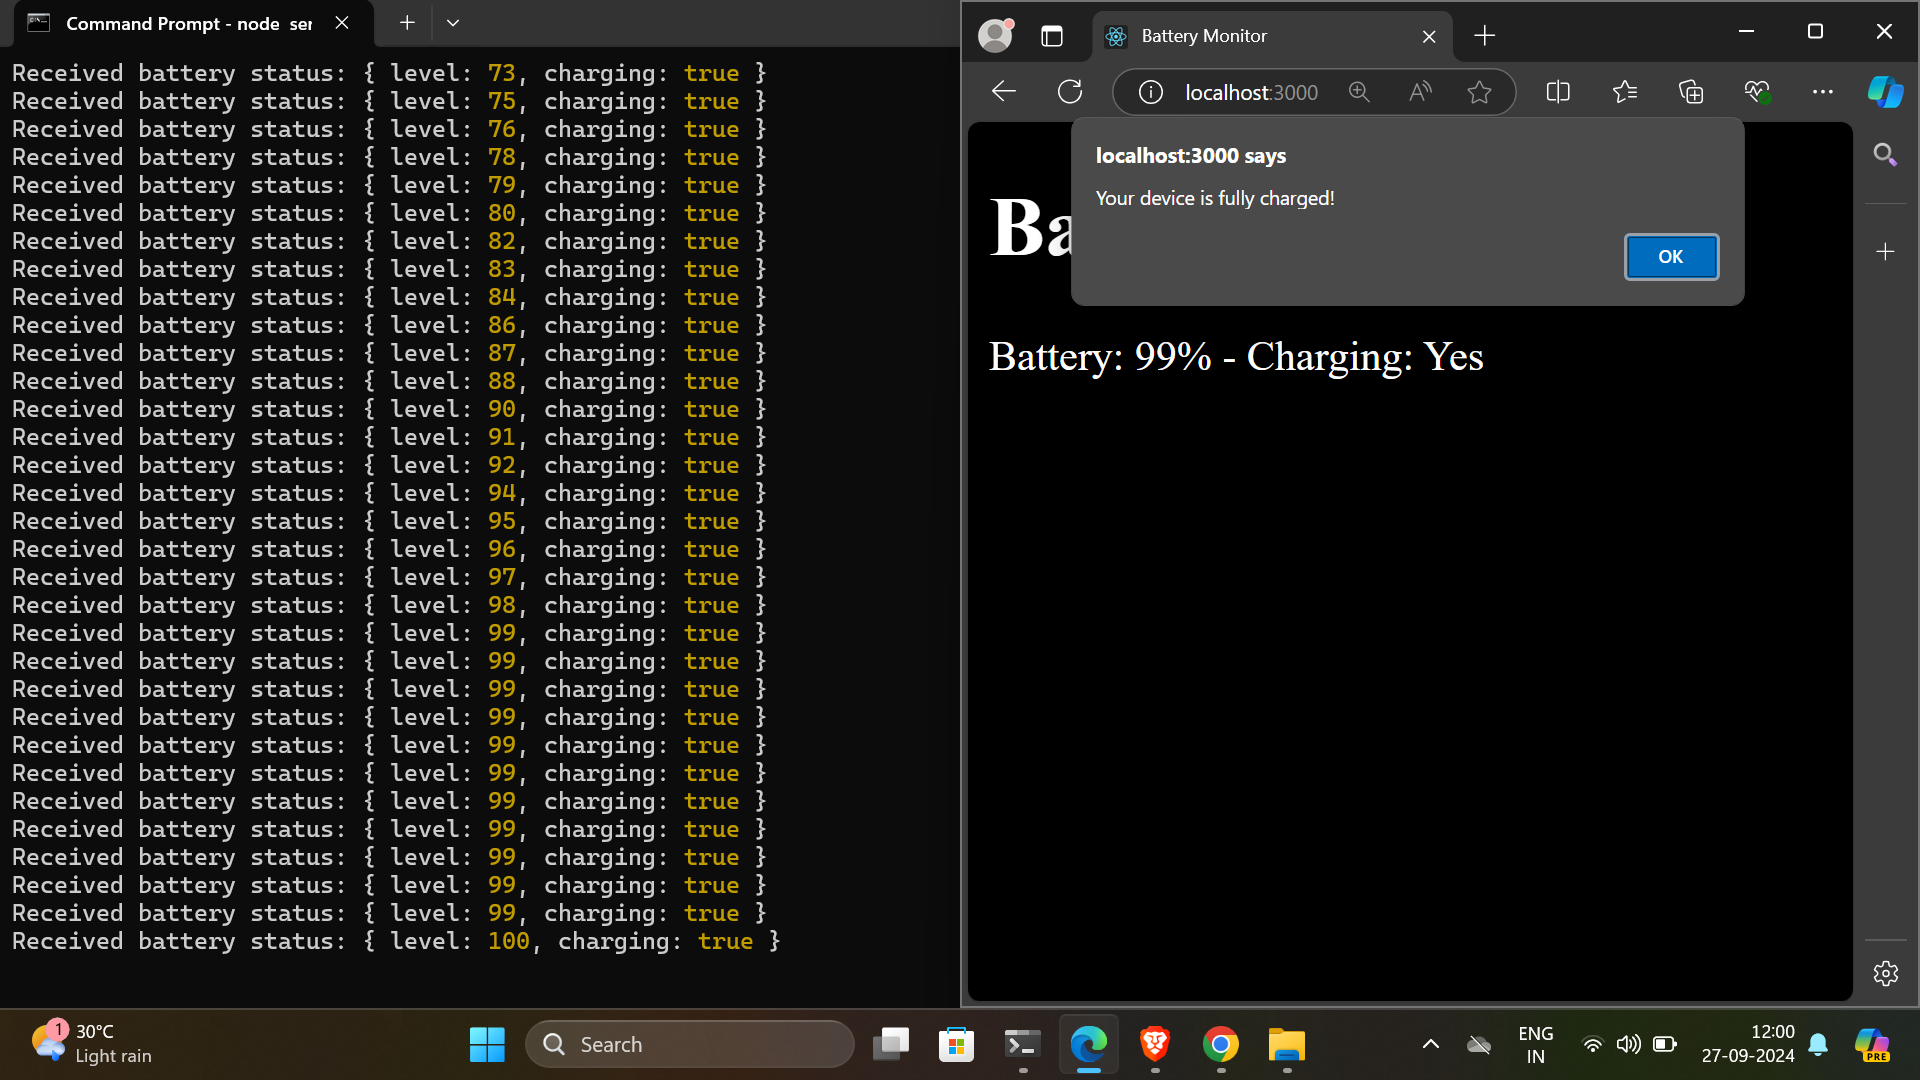 Command Prompt - node  ser
Received battery status: { level: 73, charging: true }
Received battery status: { level: 75, charging: true }
Received battery status: { level: 76, charging: true }
Received battery status: { level: 78, charging: true }
Received battery status: { level: 79, charging: true }
Received battery status: { level: 80, charging: true }
Received battery status: { level: 82, charging: true }
Received battery status: { level: 83, charging: true }
Received battery status: { level: 84, charging: true }
Received battery status: { level: 86, charging: true }
Received battery status: { level: 87, charging: true }
Received battery status: { level: 88, charging: true }
Received battery status: { level: 90, charging: true }
Received battery status: { level: 91, charging: true }
Received battery status: { level: 92, charging: true }
Received battery status: { level: 94, charging: true }
Received battery status: { level: 95, charging: true }
Received battery status: { level: 96, charging: true }
Received battery status: { level: 97, charging: true }
Received battery status: { level: 98, charging: true }
Received battery status: { level: 99, charging: true }
Received battery status: { level: 99, charging: true }
Received battery status: { level: 99, charging: true }
Received battery status: { level: 99, charging: true }
Received battery status: { level: 99, charging: true }
Received battery status: { level: 99, charging: true }
Received battery status: { level: 99, charging: true }
Received battery status: { level: 99, charging: true }
Received battery status: { level: 99, charging: true }
Received battery status: { level: 99, charging: true }
Received battery status: { level: 99, charging: true }
Received battery status: { level: 100, charging: true }
Battery Monitor
localhost:3000
localhost:3000 says
Your device is fully charged!
OK
Ba
Battery: 99% - Charging: Yes
1
30°C
Light rain
Search
ENG
IN
12:00
27-09-2024
PRE